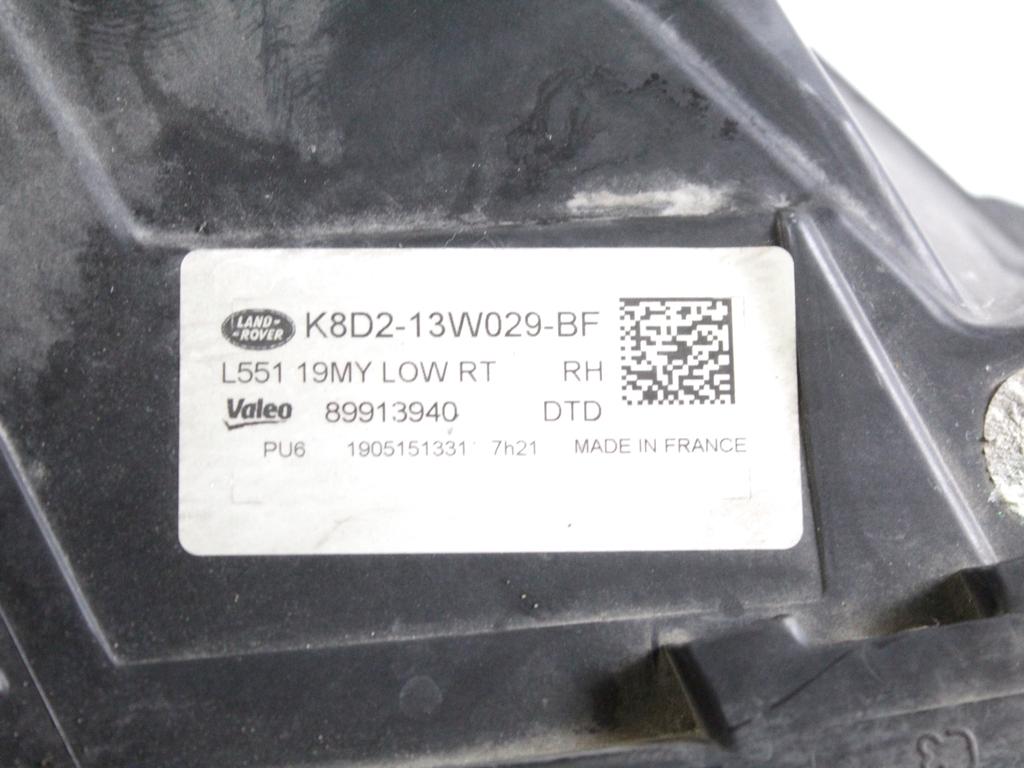 LAND-
-ROVER
K8D2-13W029-BF
L551 19MY LOW RT RH
Valeo 89913940 DTD
PU6 1905151331 7h21 MADE IN FRANCE